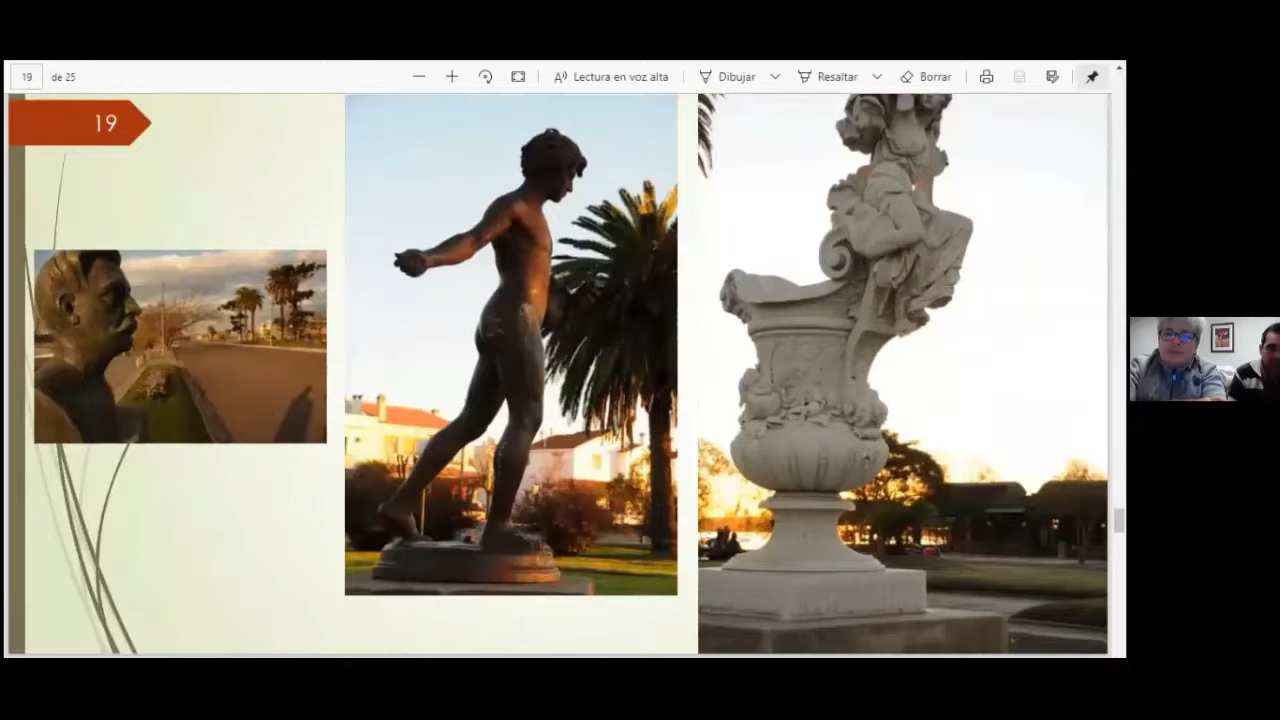 19 de 25
Lectura en voz alta
Dibujar
Resaltar
Borrar
19